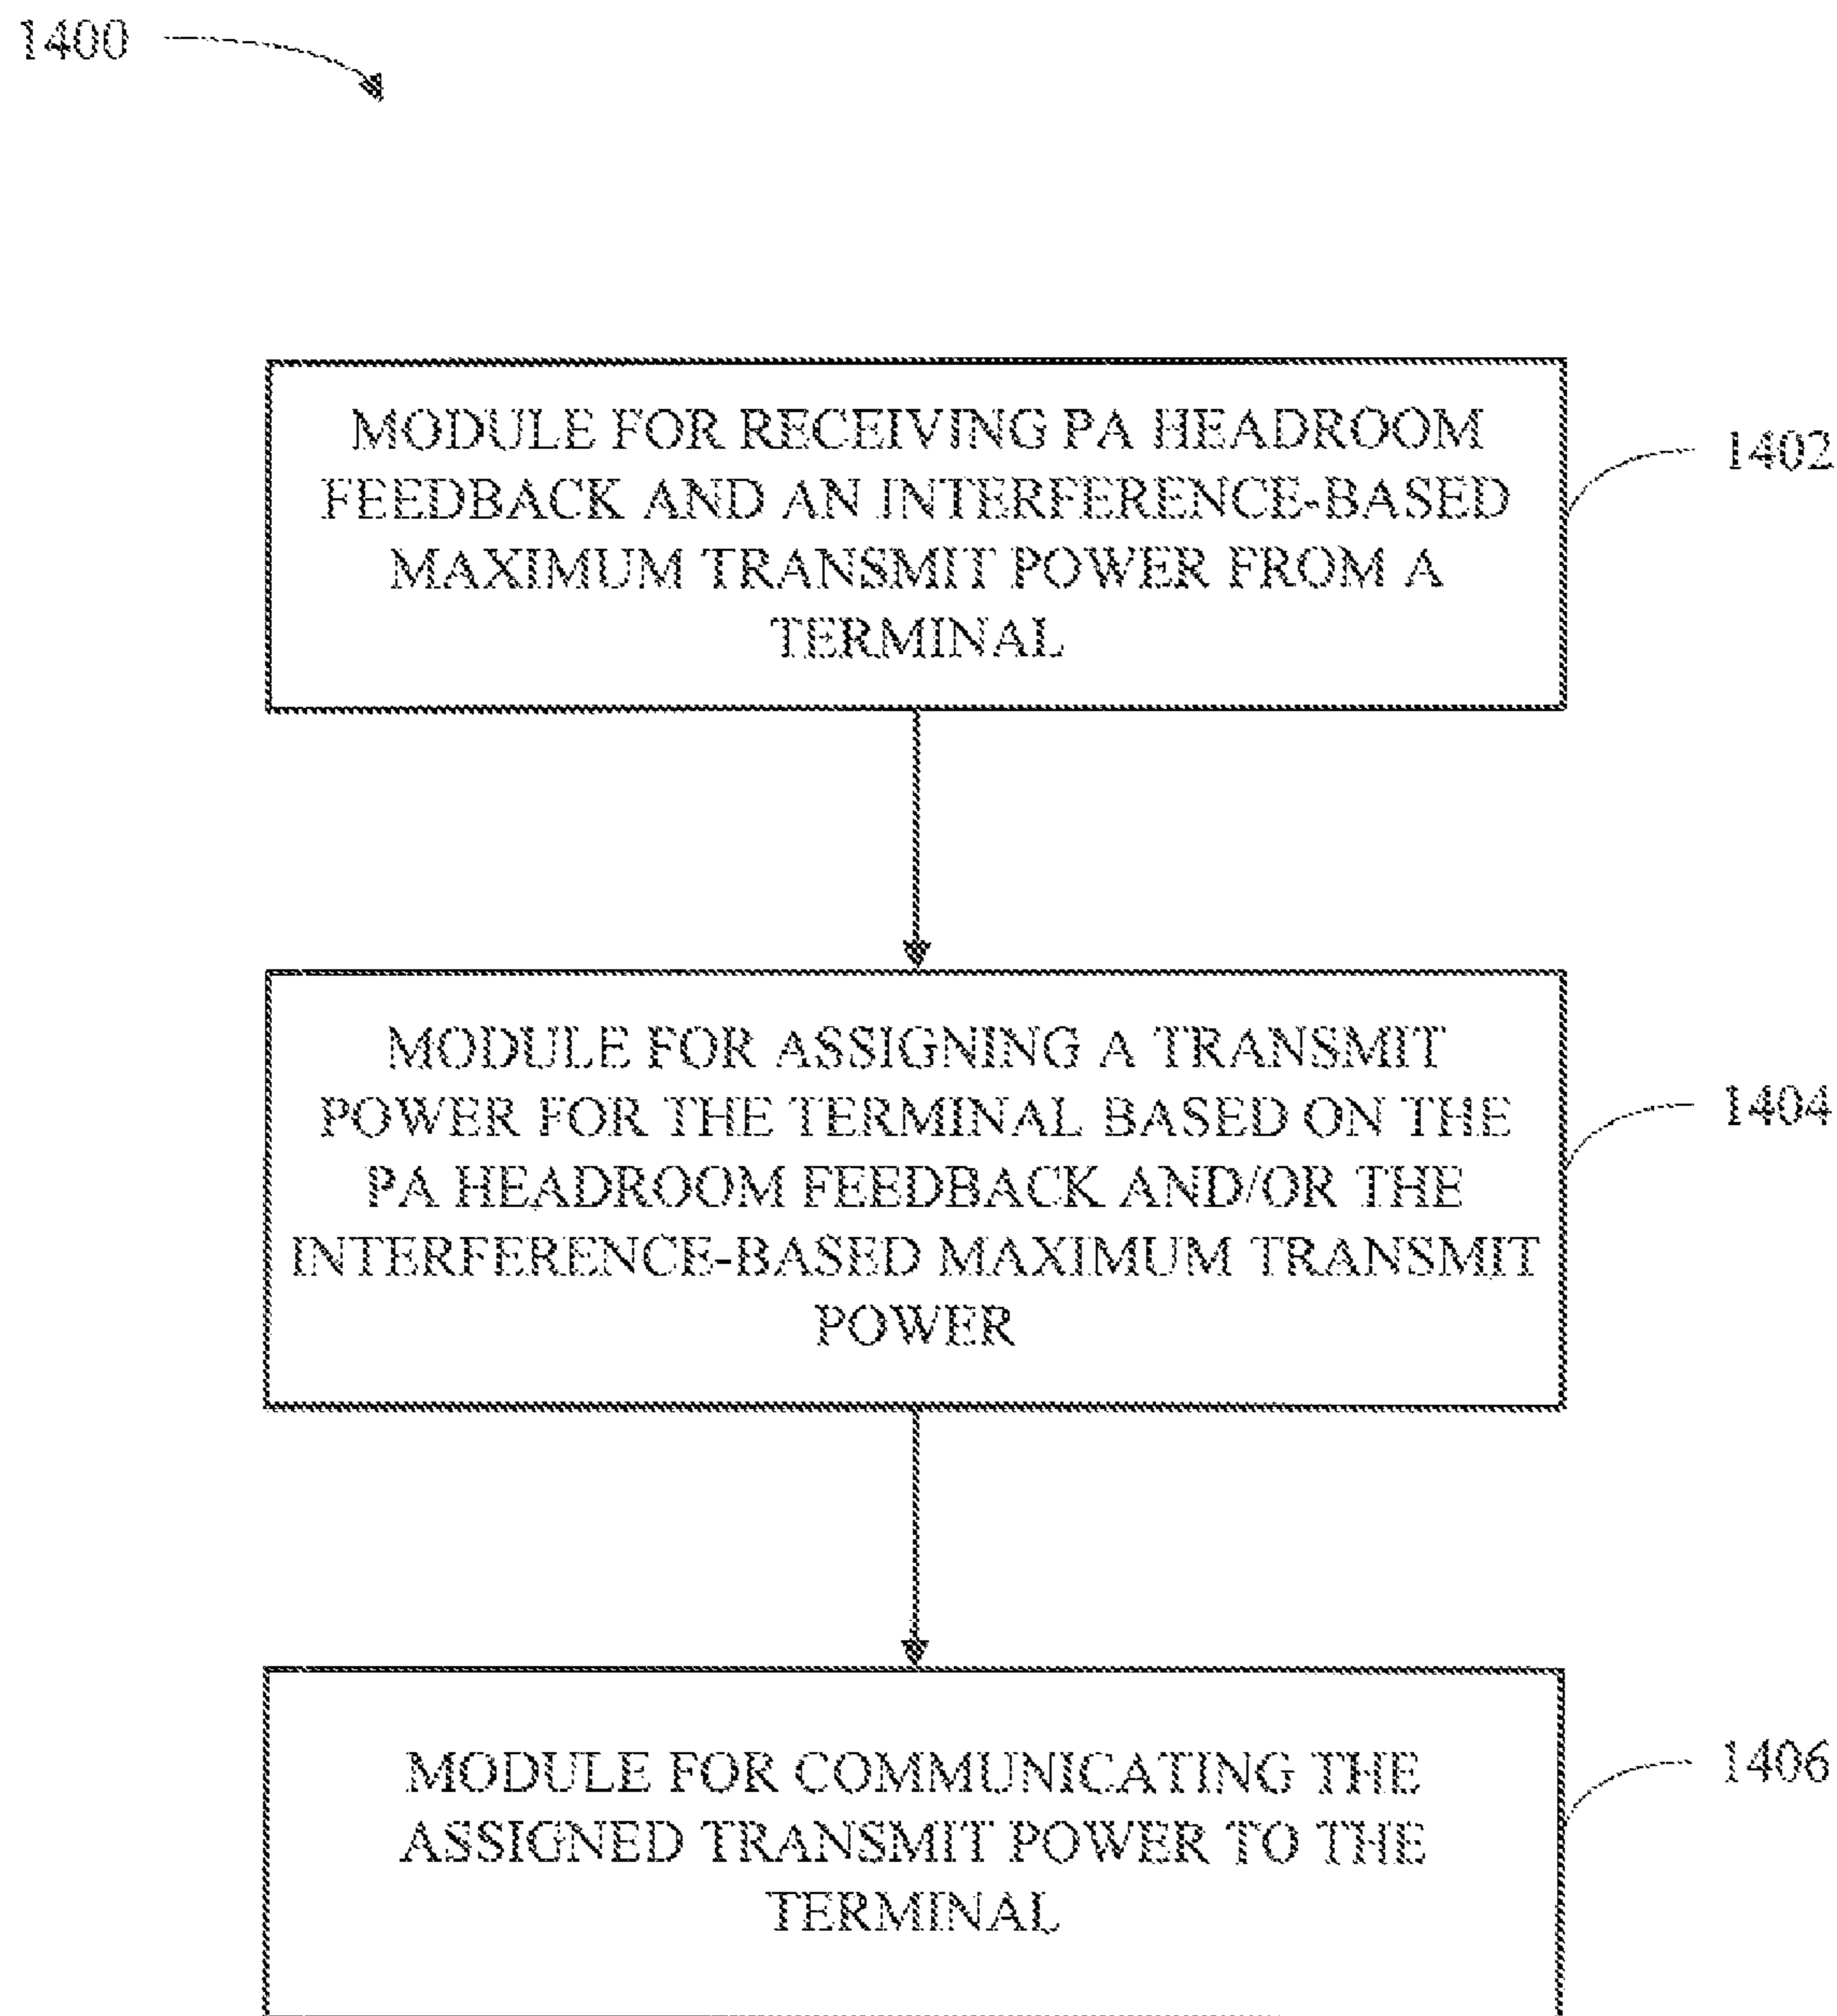 1400
MODULE FOR RECEIVING PA HEADROOM
FEEDBACK AND AN INTERFERENCE-BASED
MAXIMUM TRANSMIT POWER FROM A
TERMINAL
1402
MODULE FOR ASSIGNING A TRANSMIT
POWER FOR THE TERMINAL BASED ON THE
PA HEADROOM FEEDBACK AND/OR THE
INTERFERENCE-BASED MAXIMUM TRANSMIT
POWER
1404
MODULE FOR COMMUNICATING THE
ASSIGNED TRANSMIT POWER TO THE
TERMINAL
1406